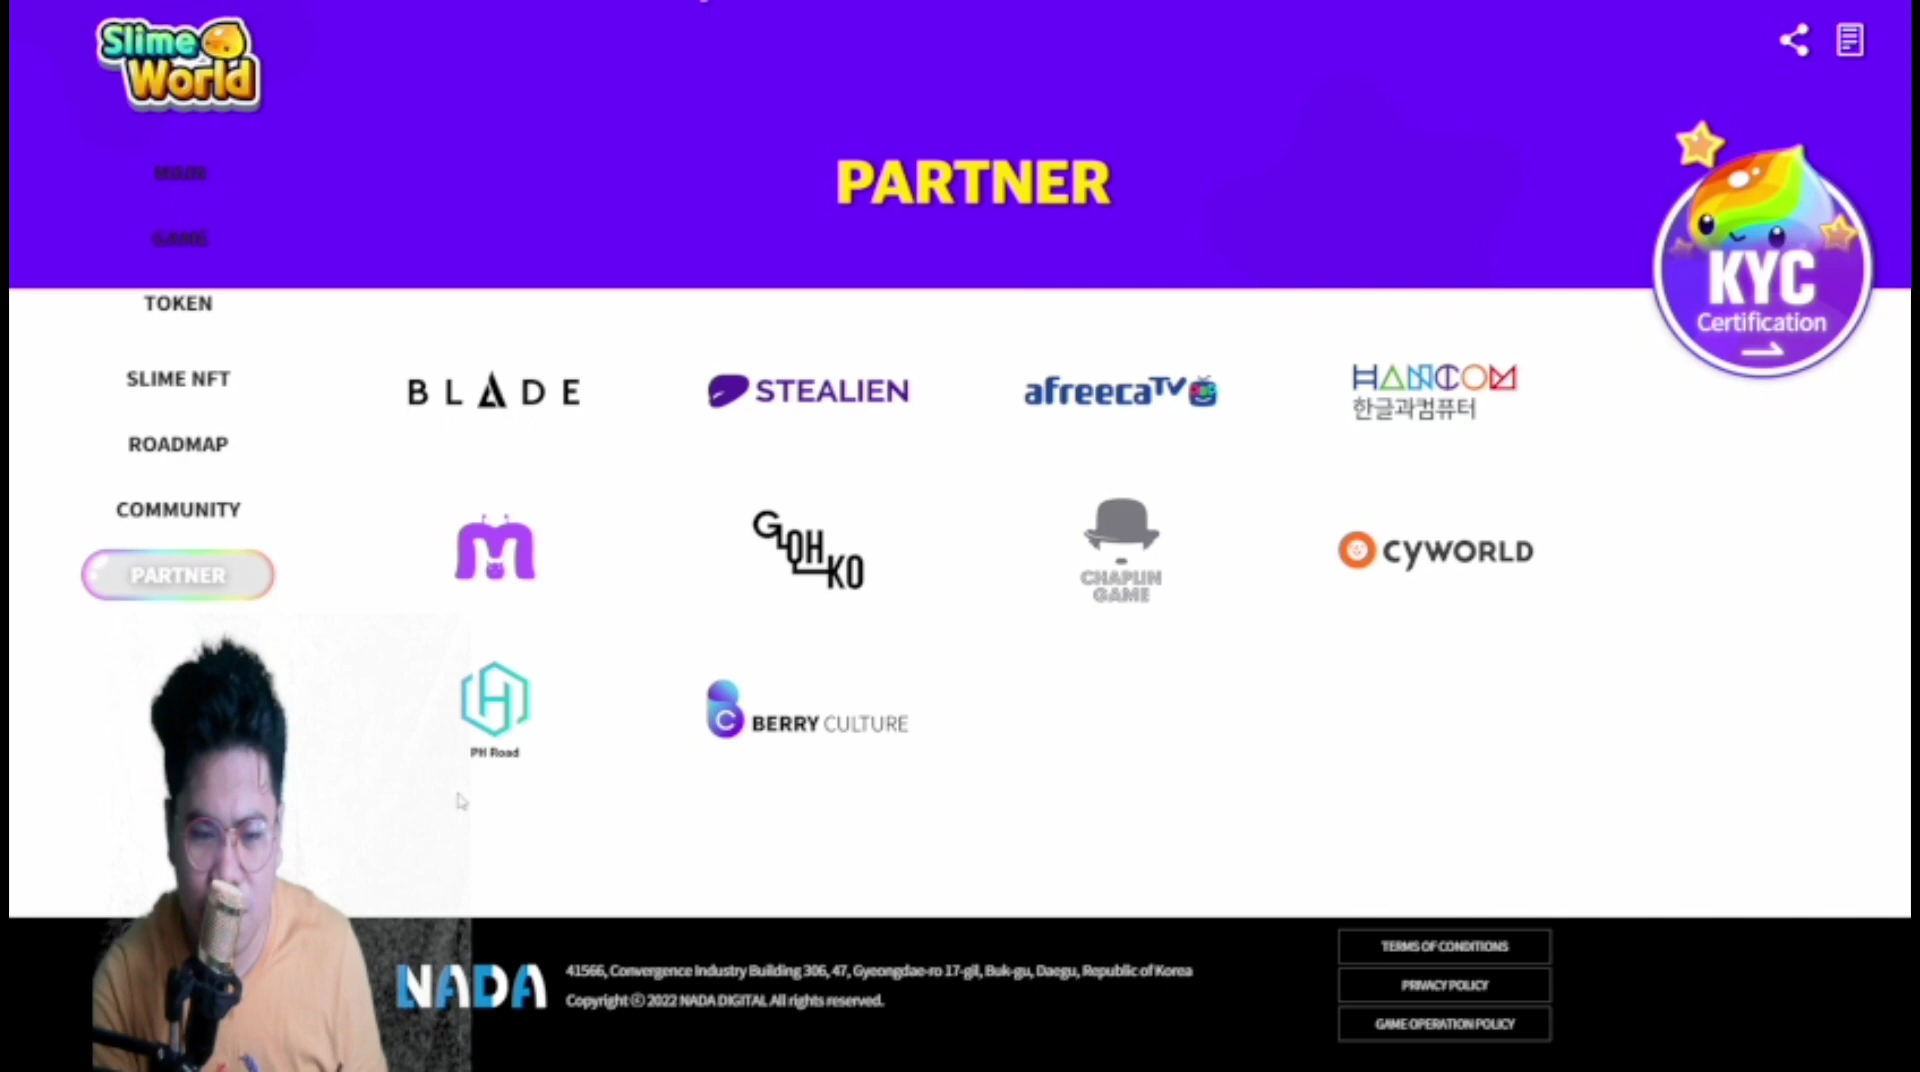 Slime
World
PARTNER
MAIN
GAME
TOKEN
SLIME NFT
ROADMAP
COMMUNITY
PARTNER
KYC
Certification
BLADE
STEALIEN
afreecaTV
HANCOM
한글과컴퓨터
M
GLOHKO
CHAPLIN
GAME
CYWORLD
PH Road
BERRY CULTURE
NADA
41566, Convergence Industry Building 306, 47, Gyeongdae-ro 17-gil, Buk-gu, Daegu, Republic of Korea
Copyright ⓒ 2022 NADA DIGITAL All rights reserved.
TERMS OF CONDITIONS
PRIVACY POLICY
GAME OPERATION POLICY